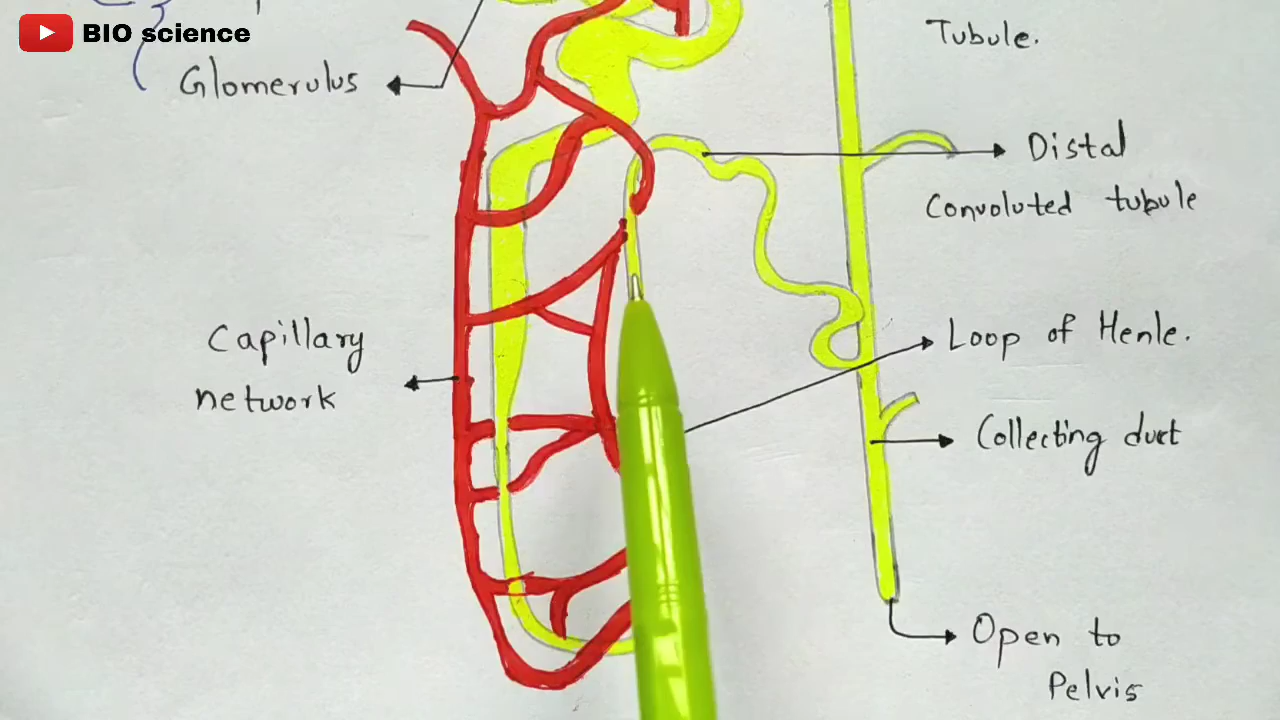 BIO science
Glomerulus
Tubule.
Distal
Convoluted tubule
Capillary
network
Loop of Henle.
Collecting duct
Open to
Pelvis